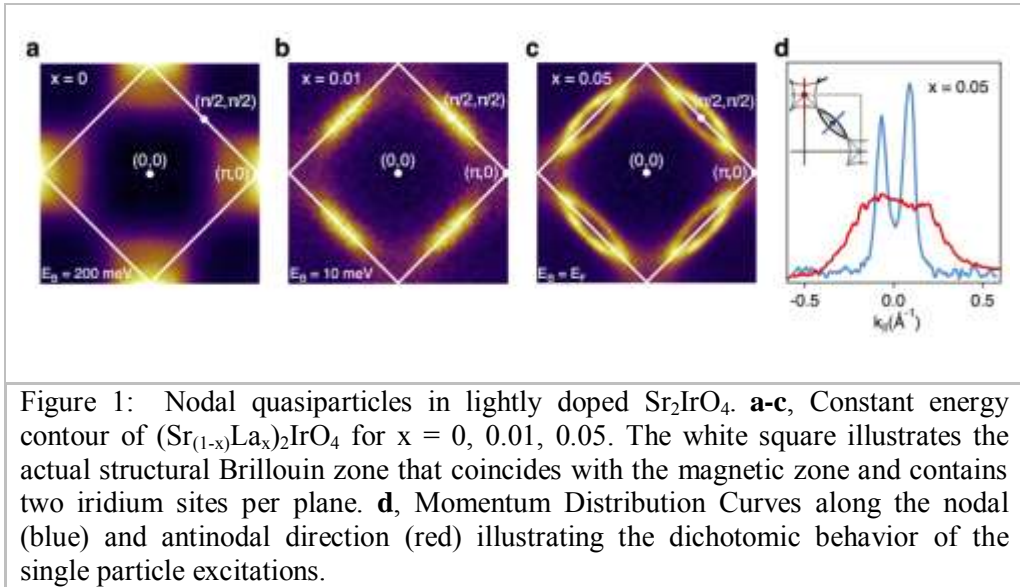 a b c d
x = 0 x = 0.01 x = 0.05 x = 0.05
(π/2,π/2) (π/2,π/2) (π/2,π/2)
(0,0) (0,0) (0,0)
(π,0) (π,0) (π,0)
E_B = 200 meV E_B = 10 meV E_B = E_F
-0.5 0.0 0.5
k_//(Å⁻¹)
Figure 1: Nodal quasiparticles in lightly doped Sr₂IrO₄. a-c, Constant energy
contour of (Sr₍₁₋ₓ₎Laₓ)₂IrO₄ for x = 0, 0.01, 0.05. The white square illustrates the
actual structural Brillouin zone that coincides with the magnetic zone and contains
two iridium sites per plane. d, Momentum Distribution Curves along the nodal
(blue) and antinodal direction (red) illustrating the dichotomic behavior of the
single particle excitations.